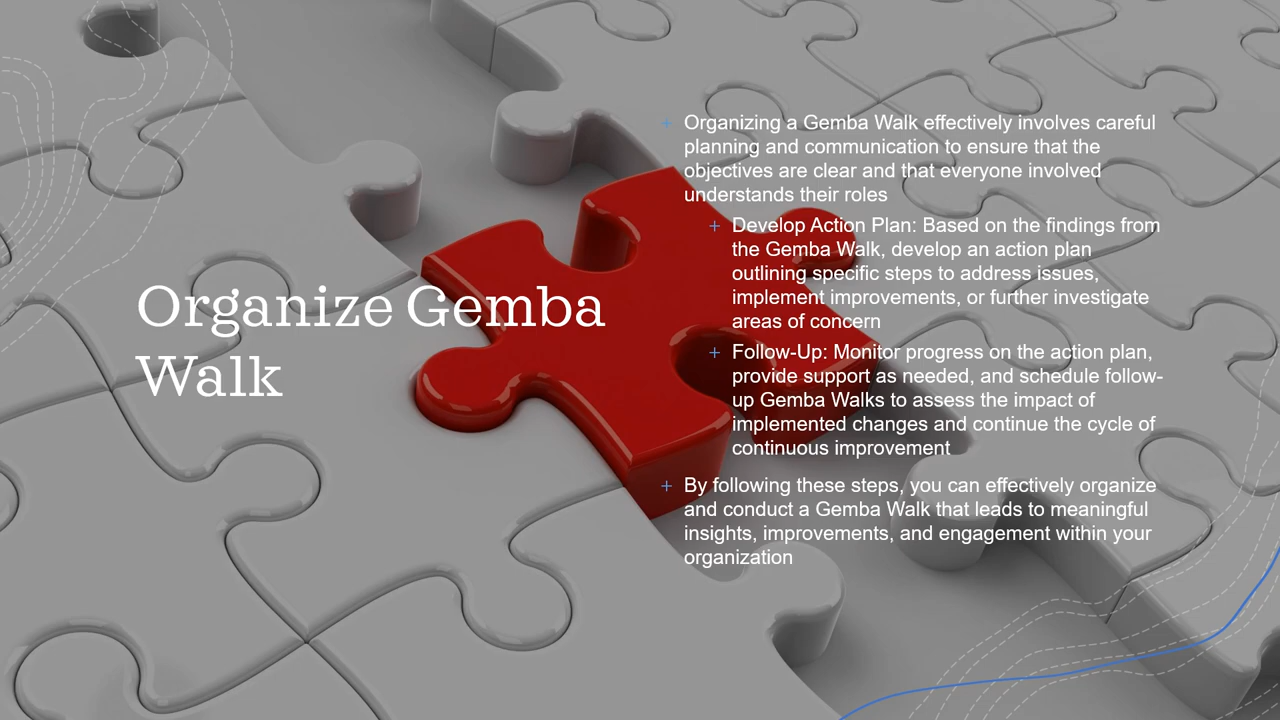 Organize Gemba
Walk
+ Organizing a Gemba Walk effectively involves careful
planning and communication to ensure that the
objectives are clear and that everyone involved
understands their roles
+ Develop Action Plan: Based on the findings from
the Gemba Walk, develop an action plan
outlining specific steps to address issues,
implement improvements, or further investigate
areas of concern
+ Follow-Up: Monitor progress on the action plan,
provide support as needed, and schedule follow-
up Gemba Walks to assess the impact of
implemented changes and continue the cycle of
continuous improvement
+ By following these steps, you can effectively organize
and conduct a Gemba Walk that leads to meaningful
insights, improvements, and engagement within your
organization